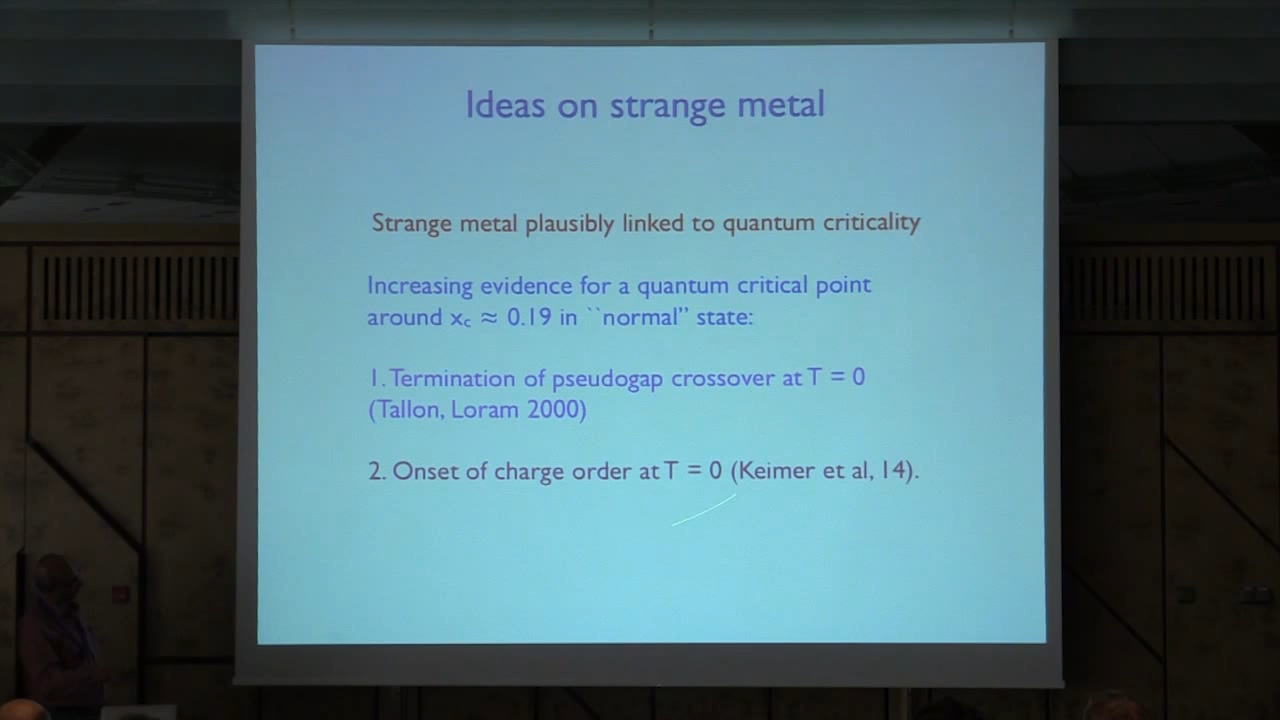 Ideas on strange metal
Strange metal plausibly linked to quantum criticality
Increasing evidence for a quantum critical point
around xc ≈ 0.19 in ``normal” state:
1. Termination of pseudogap crossover at T = 0
(Tallon, Loram 2000)
2. Onset of charge order at T = 0 (Keimer et al, 14).